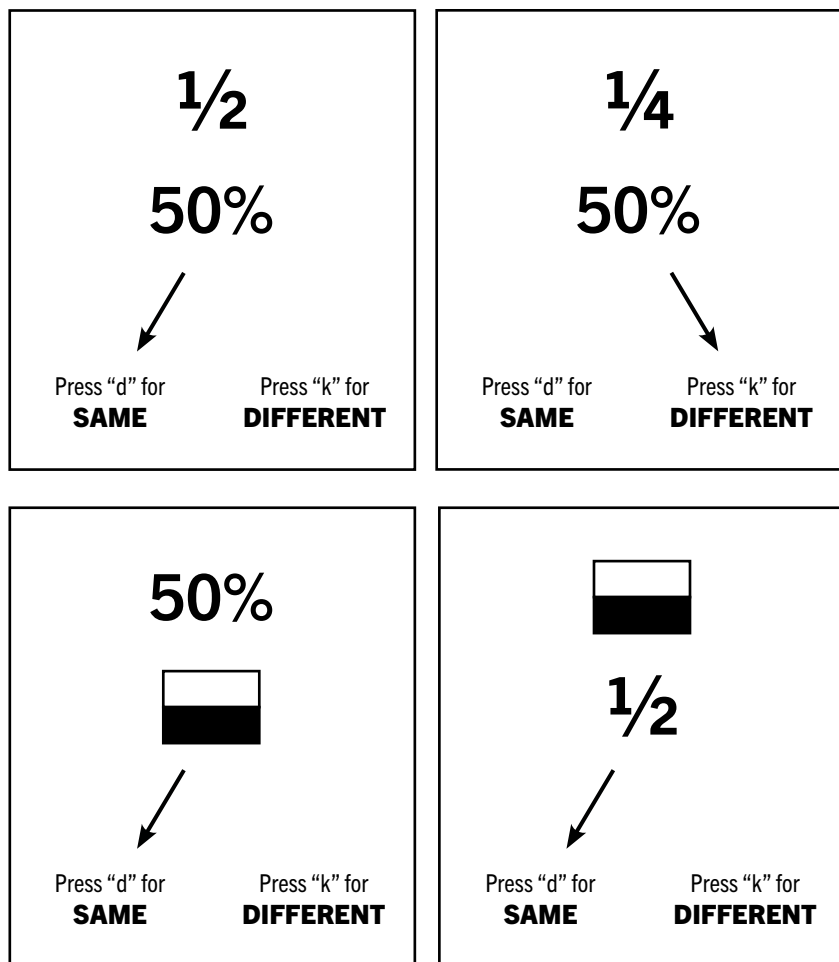 ½
50%
Press “d” for
SAME
Press “k” for
DIFFERENT
¼
50%
Press “d” for
SAME
Press “k” for
DIFFERENT
50%
Press “d” for
SAME
Press “k” for
DIFFERENT
½
Press “d” for
SAME
Press “k” for
DIFFERENT